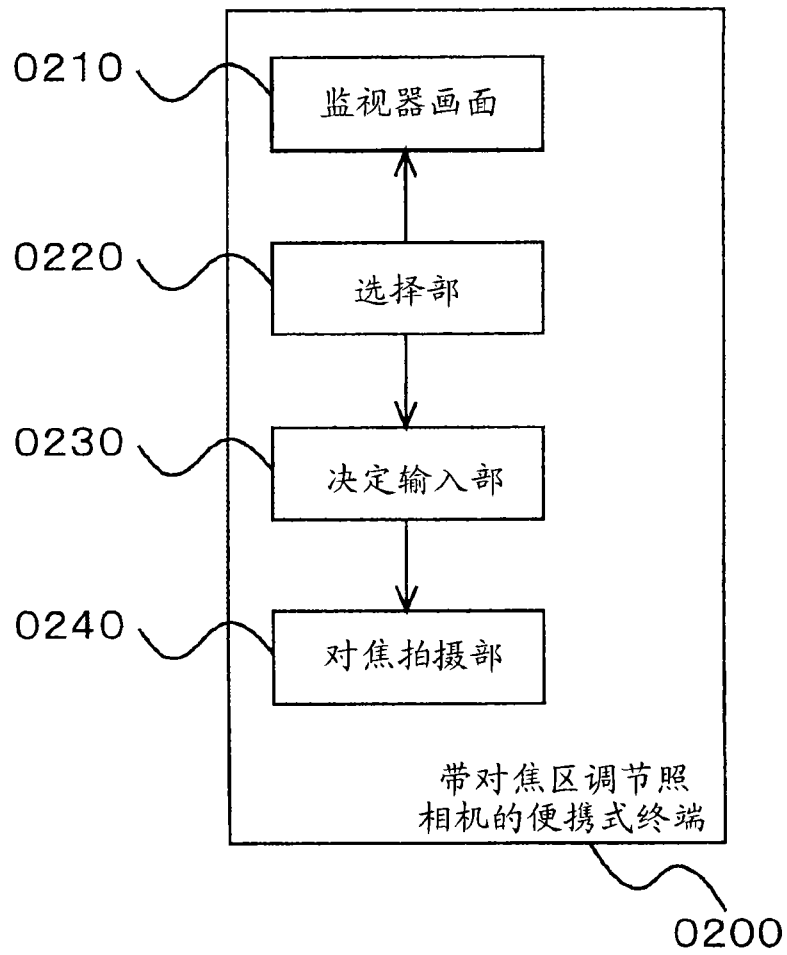 0210
监视器画面
0220
选择部
0230
决定输入部
0240
对焦拍摄部
带对焦区调节照
相机的便携式终端
0200